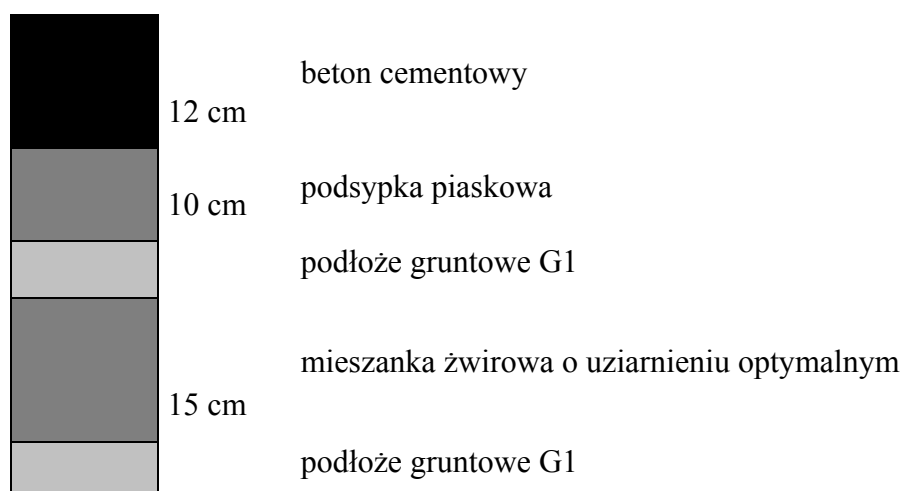 beton cementowy
12 cm
podsypka piaskowa
10 cm
podłoże gruntowe G1
mieszanka żwirowa o uziarnieniu optymalnym
15 cm
podłoże gruntowe G1